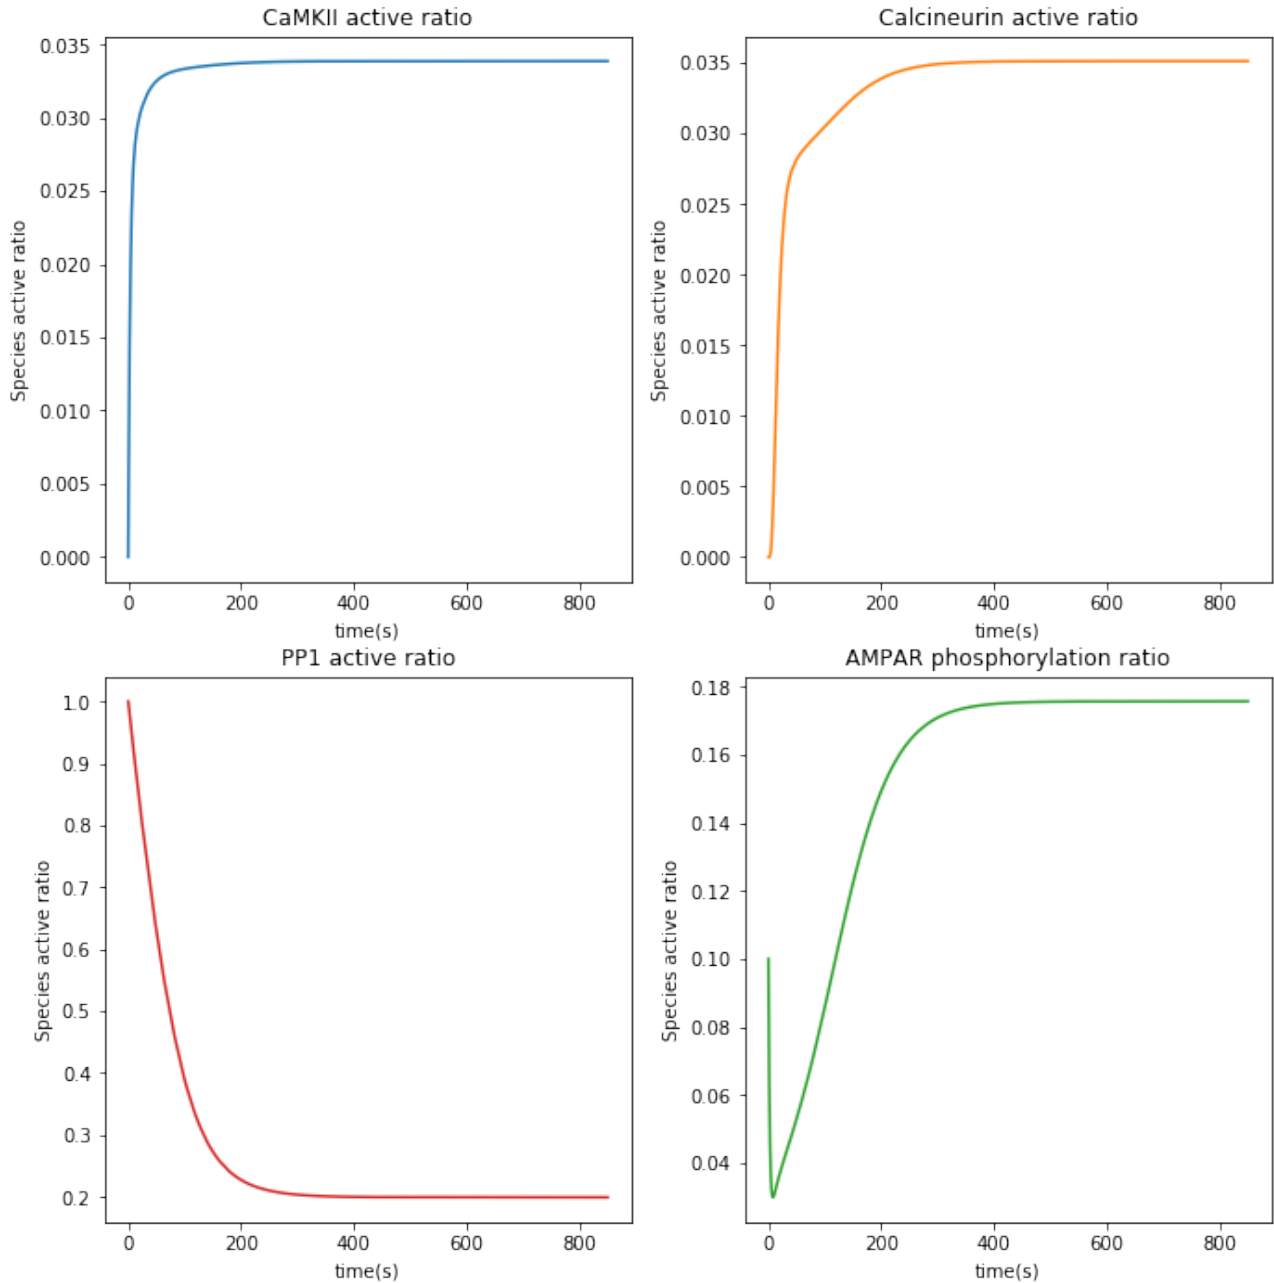 CaMKII active ratio
Species active ratio
0.035
0.030
0.025
0.020
0.015
0.010
0.005
0.000
0 200 400 600 800
time(s)
Calcineurin active ratio
Species active ratio
0.035
0.030
0.025
0.020
0.015
0.010
0.005
0.000
0 200 400 600 800
time(s)
PP1 active ratio
Species active ratio
1.0
0.9
0.8
0.7
0.6
0.5
0.4
0.3
0.2
0 200 400 600 800
time(s)
AMPAR phosphorylation ratio
Species active ratio
0.18
0.16
0.14
0.12
0.10
0.08
0.06
0.04
0 200 400 600 800
time(s)